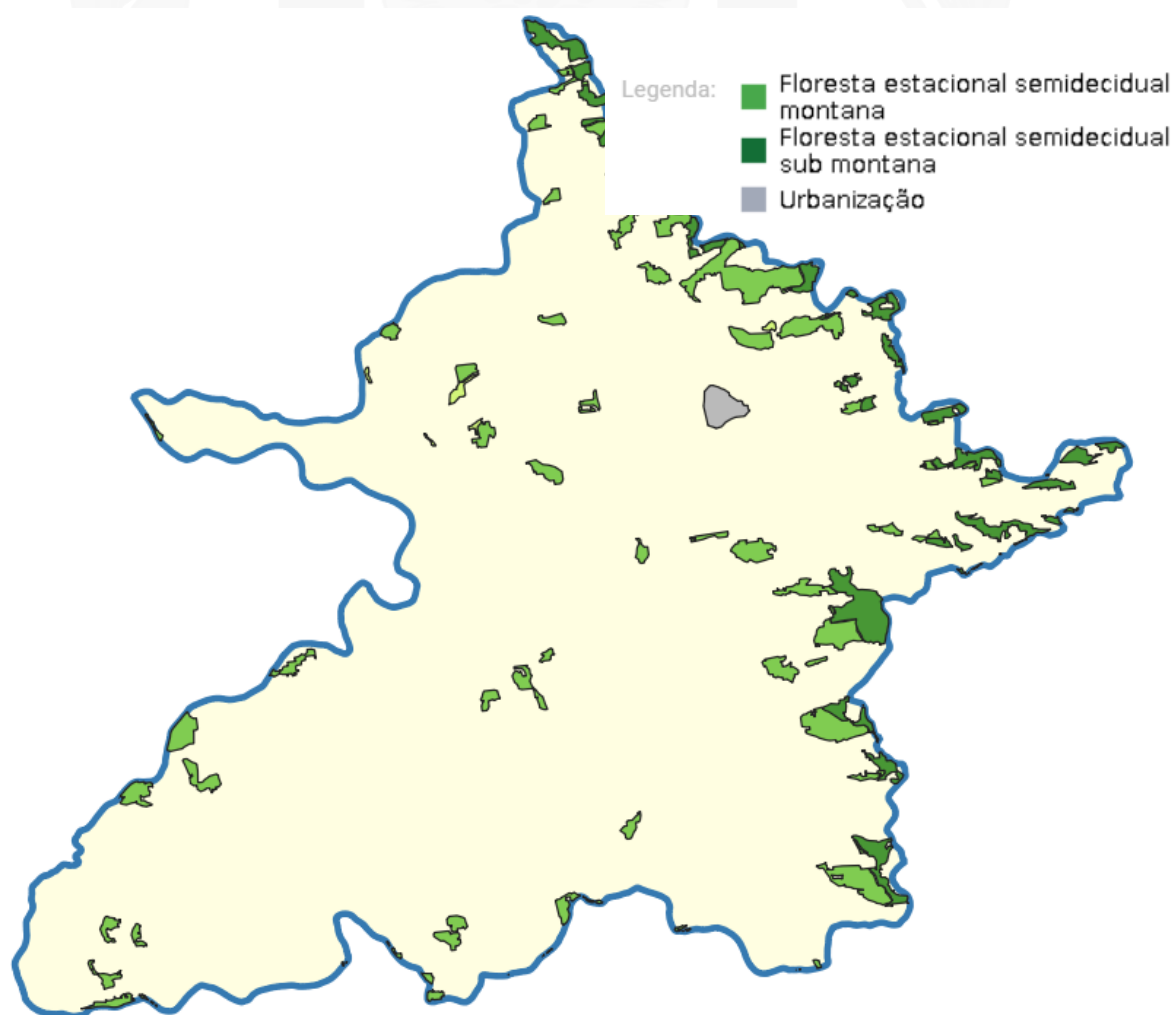 Legenda:
Floresta estacional semidecidual
montana
Floresta estacional semidecidual
sub montana
Urbanização